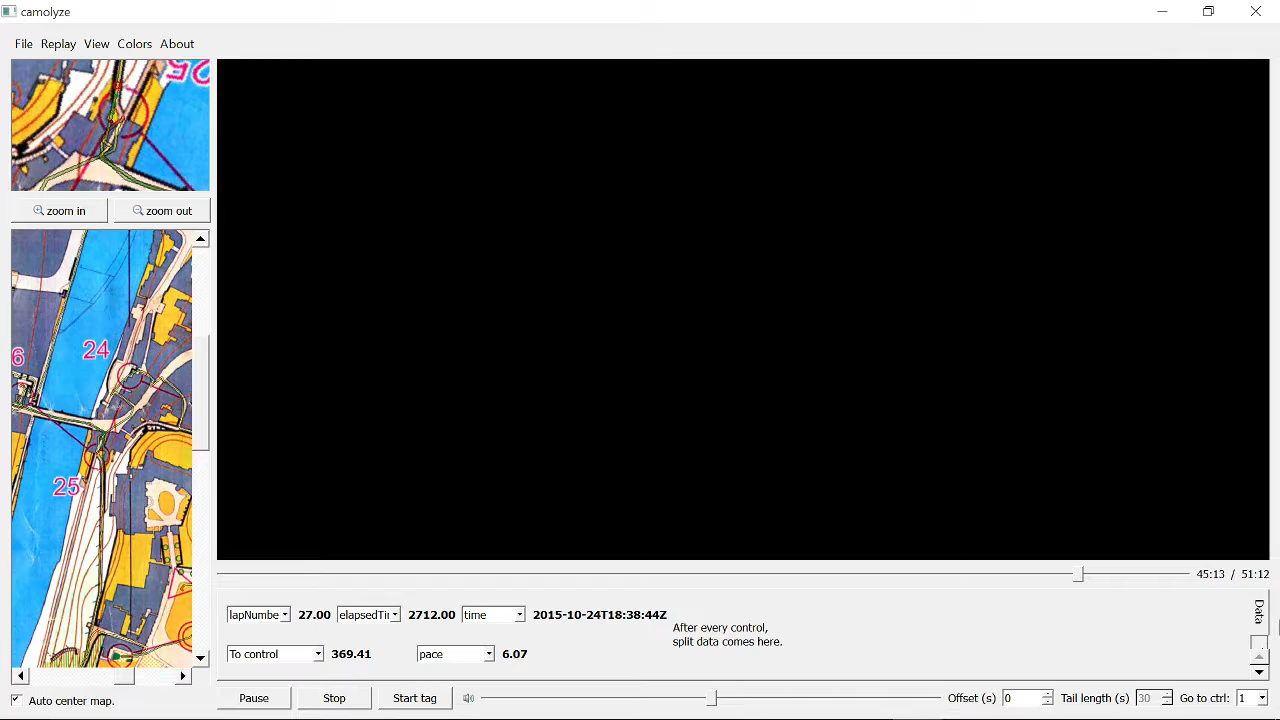 camolyze
File Replay View Colors About
25
zoom in zoom out
24
6
25
45:13 / 51:12
lapNumbe 27.00 elapsedTii 2712.00 time 2015-10-24T18:38:44Z
After every control,
split data comes here.
To control 369.41 pace 6.07
Data
Auto center map.
Pause Stop Start tag Offset (s) 0 Tail length (s) 30 Go to ctrl: 1